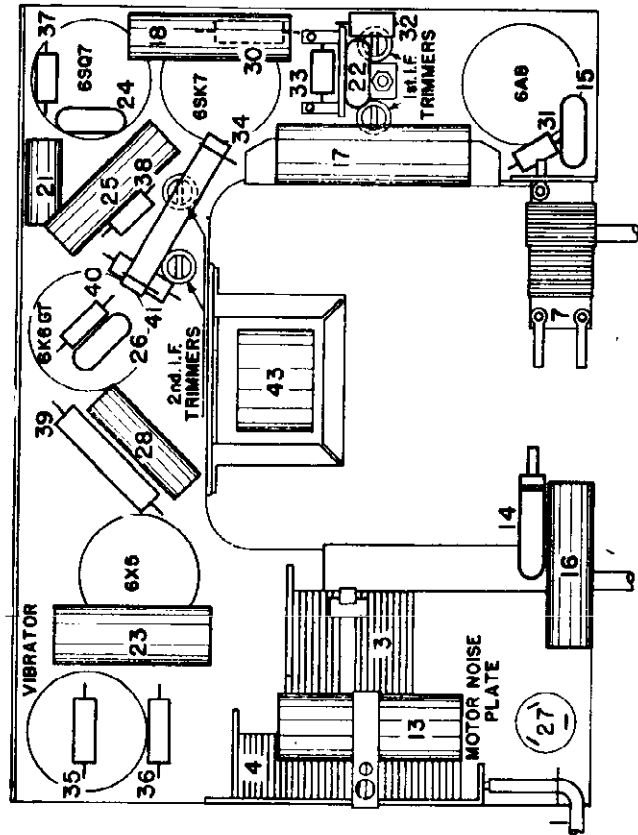 37
6SQ7
24
18
30
6SK7
33
22
32
1st. I.F.
TRIMMERS
6A8
15
31
21
25
38
34
17
40
41
6K6GT
26
2nd. I.F.
TRIMMERS
43
7
39
28
6X5
VIBRATOR
23
14
16
3
35
36
4
13
MOTOR NOISE
PLATE
27